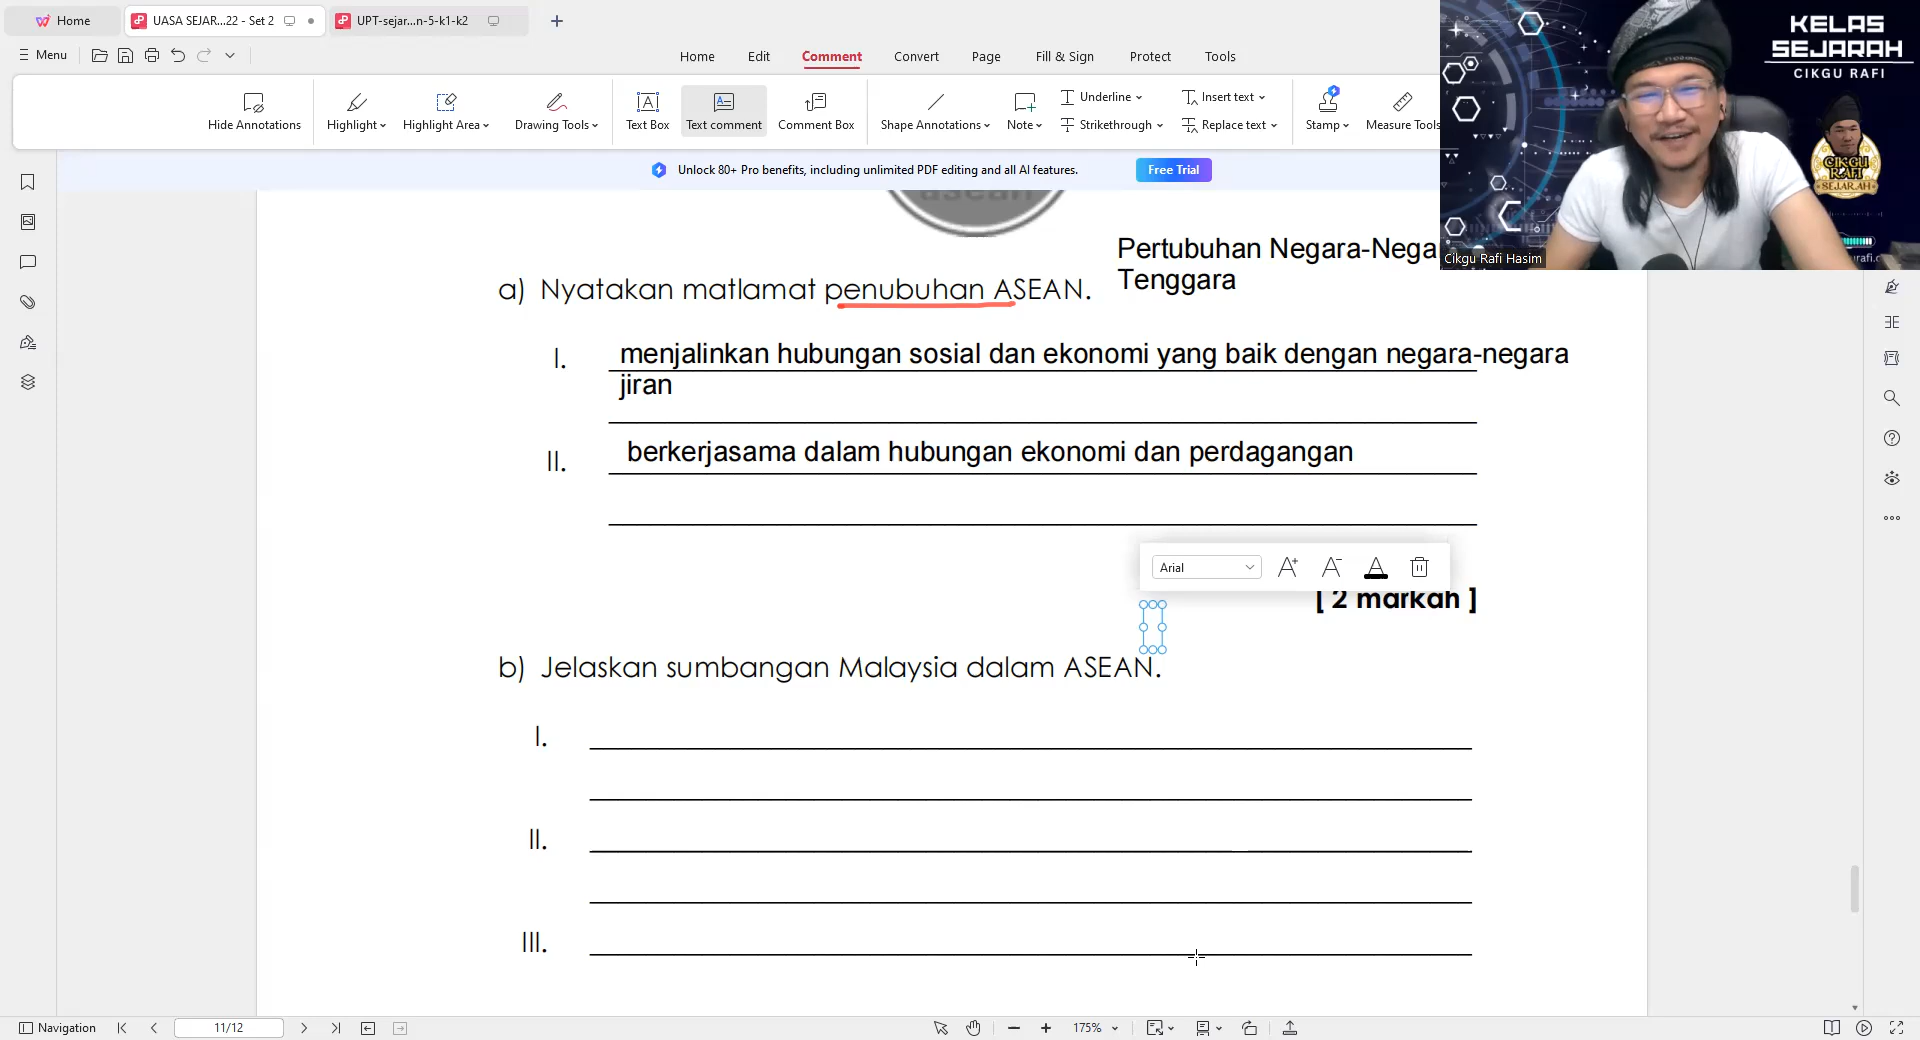 Home
UASA SEJAR...22 - Set 2
UPT-sejar...n-5-k1-k2
Menu
Home Edit Comment Convert Page Fill & Sign Protect Tools
Hide Annotations
Highlight
Highlight Area
Drawing Tools
Text Box
Text comment
Comment Box
Shape Annotations
Note
Underline
Strikethrough
Insert text
Replace text
Stamp
Measure Tools
Unlock 80+ Pro benefits, including unlimited PDF editing and all AI features.
Free Trial
KELAS
SEJARAH
CIKGU RAFI
CIKGU
RAFI
SEJARAH
Cikgu Rafi Hasim
asean
Pertubuhan Negara-Nega
Tenggara
a) Nyatakan matlamat penubuhan ASEAN.
I. menjalinkan hubungan sosial dan ekonomi yang baik dengan negara-negara
jiran
II. berkerjasama dalam hubungan ekonomi dan perdagangan
Arial
[ 2 markah ]
b) Jelaskan sumbangan Malaysia dalam ASEAN.
I.
II.
III.
Navigation
11/12
175%